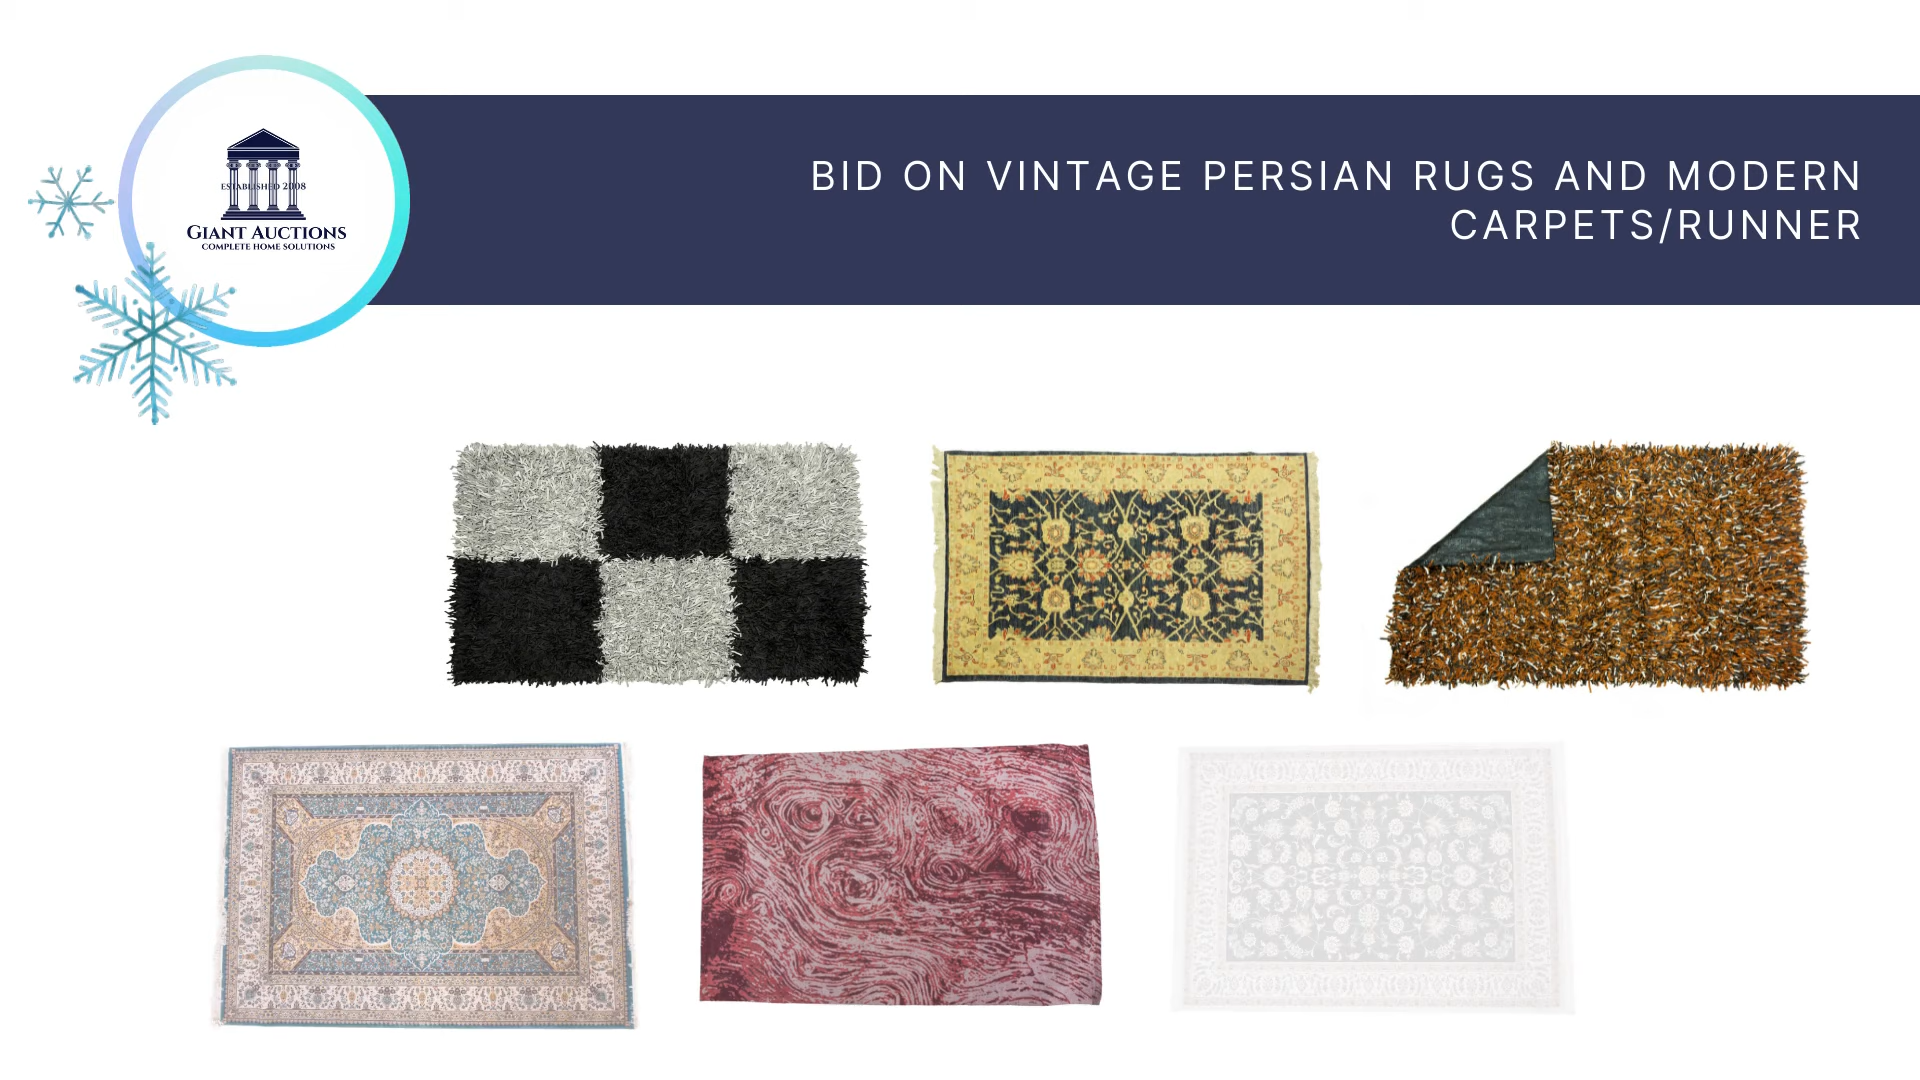 ESTABLISHED 2008
GIANT AUCTIONS
COMPLETE HOME SOLUTIONS
BID ON VINTAGE PERSIAN RUGS AND MODERN
CARPETS/RUNNER